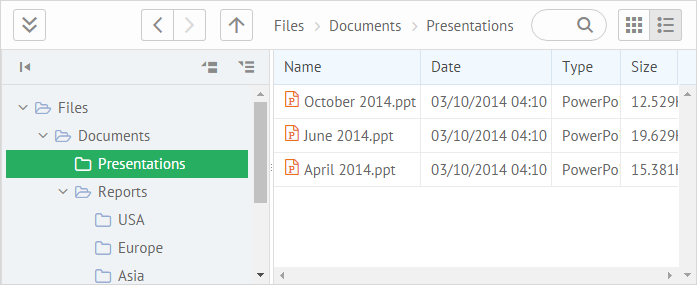 Files Documents Presentations
Name Date Type Size
Files
Documents
Presentations
Reports
USA
Europe
Asia
October 2014.ppt 03/10/2014 04:10 PowerPo 12.529
June 2014.ppt 03/10/2014 04:10 PowerPo 19.629
April 2014.ppt 03/10/2014 04:10 PowerPo 15.381